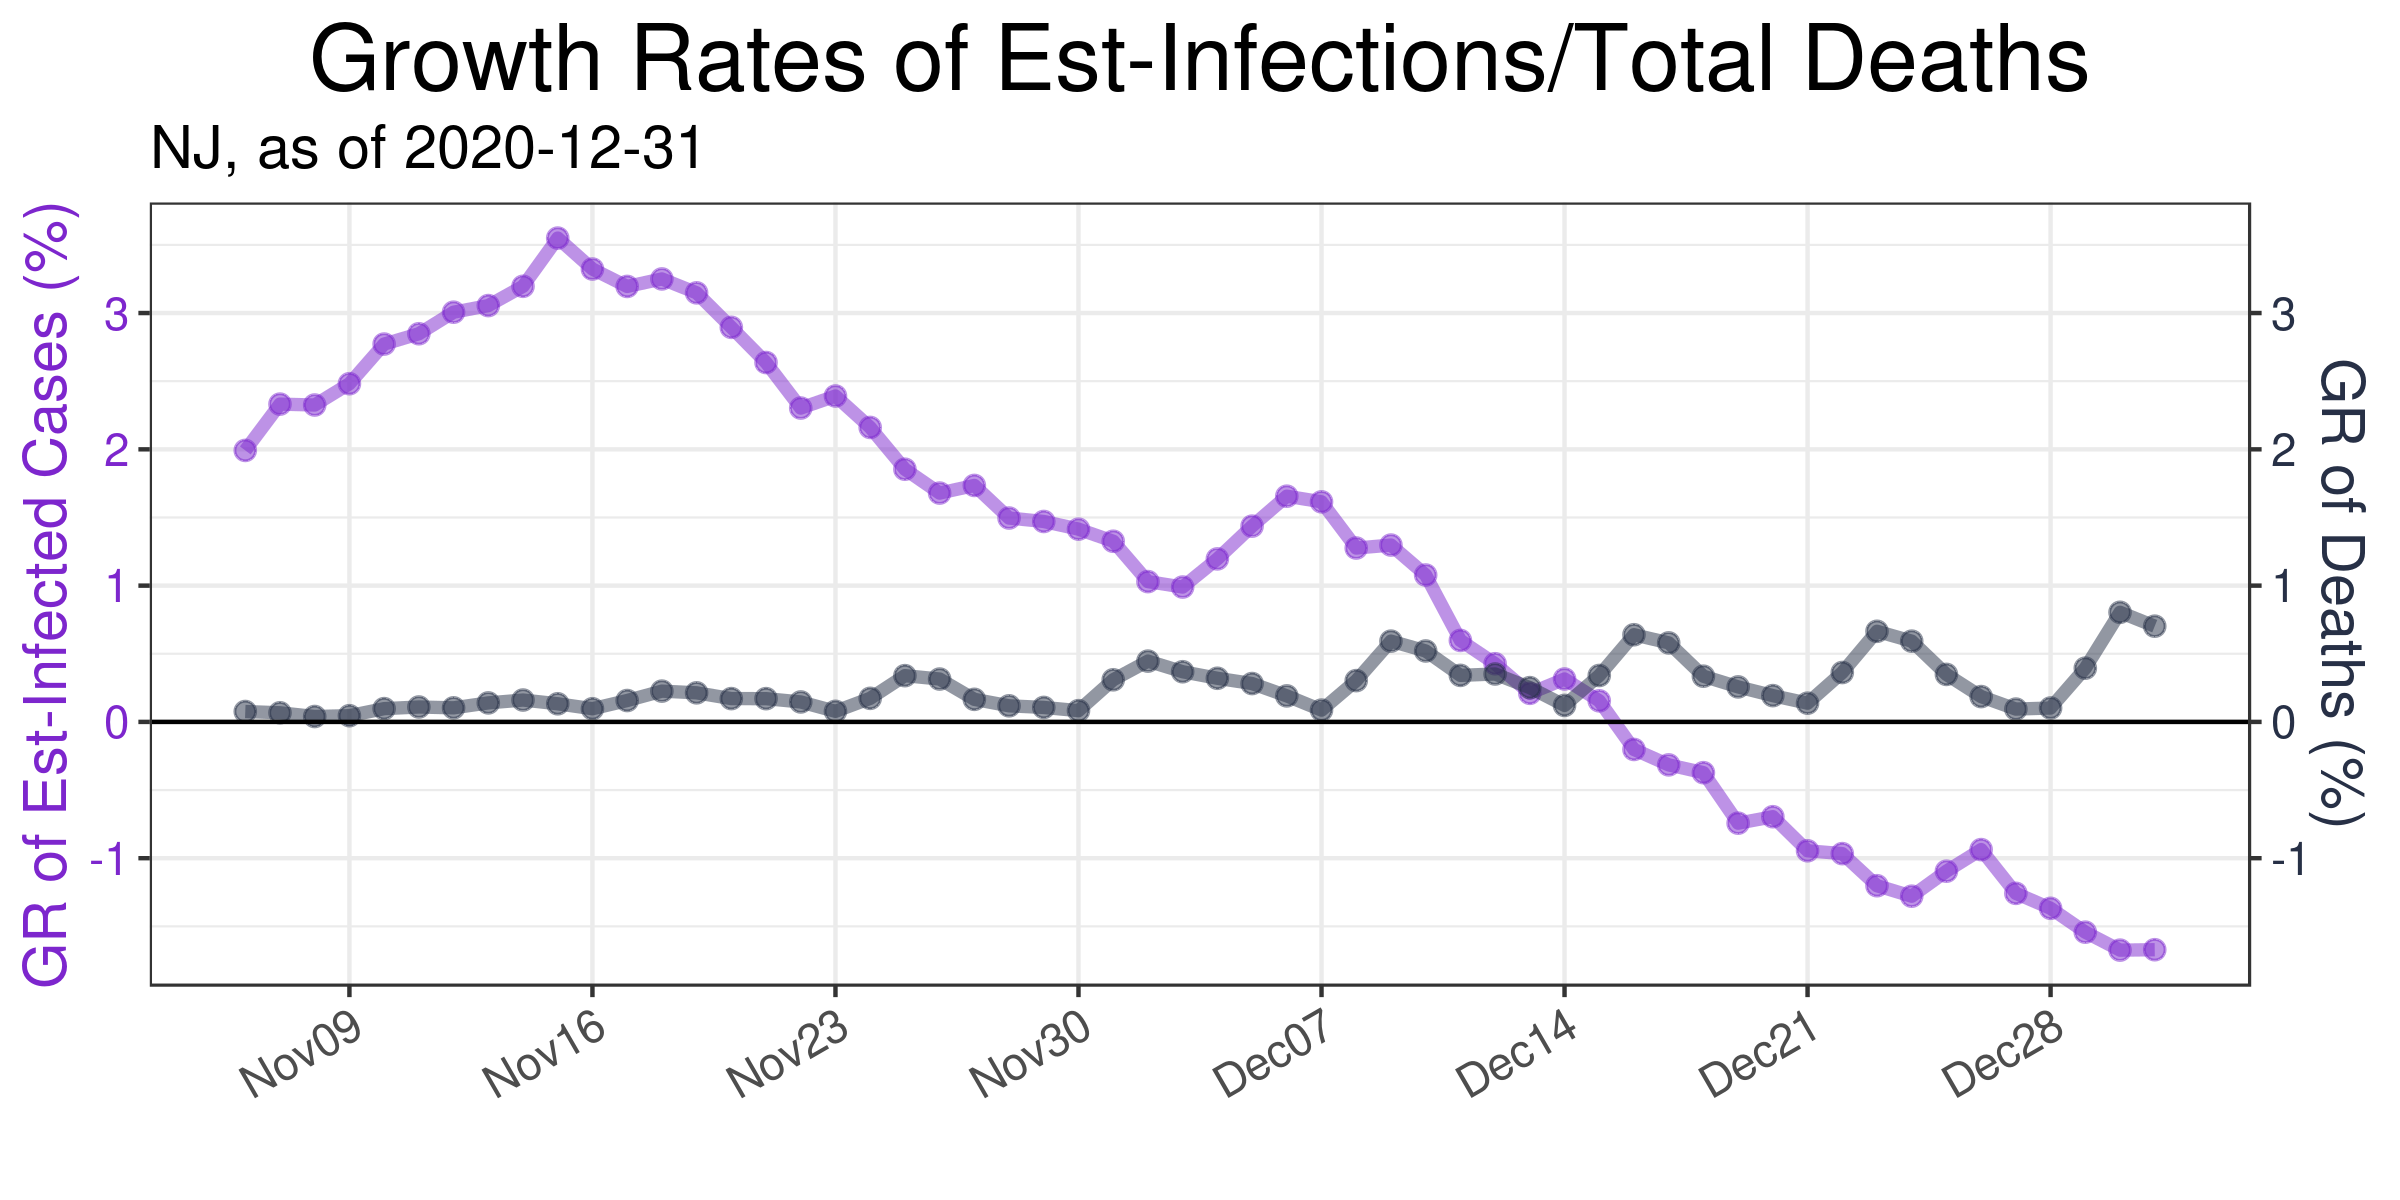 Growth Rates of Est-Infections/Total Deaths
NJ, as of 2020-12-31
GR of Est-Infected Cases (%)
3
2
1
0
-1
3
2
1
0
-1
GR of Deaths (%)
Nov09
Nov16
Nov23
Nov30
Dec07
Dec14
Dec21
Dec28